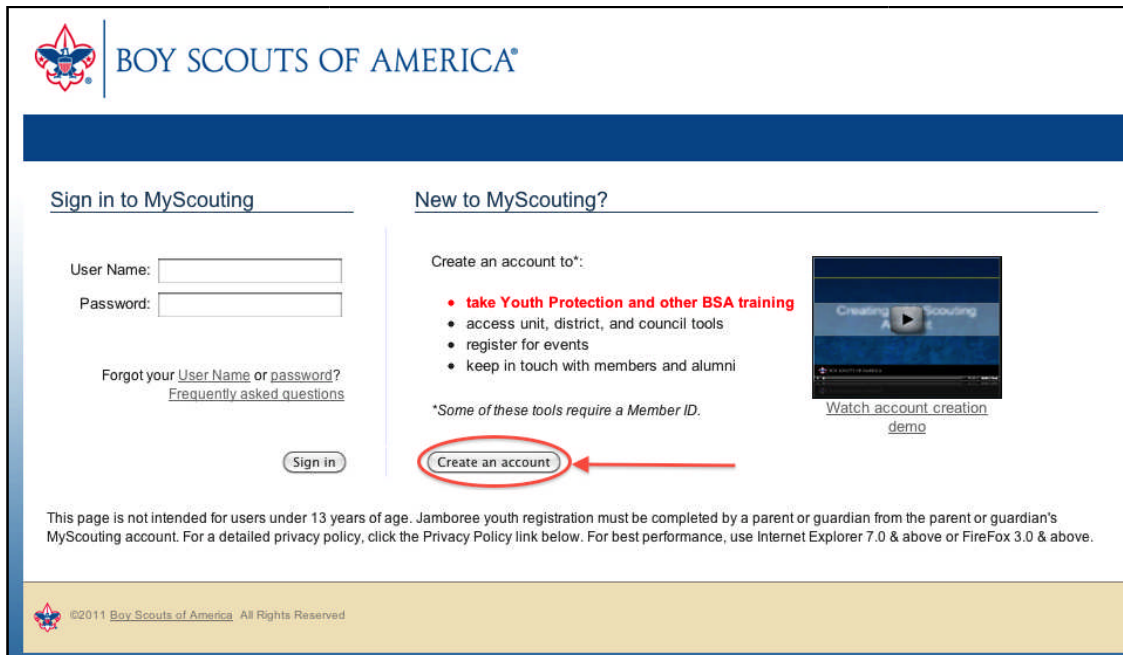 BOY SCOUTS OF AMERICA®
Sign in to MyScouting
User Name:
Password:
Forgot your User Name or password?
Frequently asked questions
Sign in
New to MyScouting?
Create an account to*:
• take Youth Protection and other BSA training
• access unit, district, and council tools
• register for events
• keep in touch with members and alumni
*Some of these tools require a Member ID.
Create an account
Creating Scouting
Watch account creation
demo
This page is not intended for users under 13 years of age. Jamboree youth registration must be completed by a parent or guardian from the parent or guardian's
MyScouting account. For a detailed privacy policy, click the Privacy Policy link below. For best performance, use Internet Explorer 7.0 & above or FireFox 3.0 & above.
©2011 Boy Scouts of America All Rights Reserved